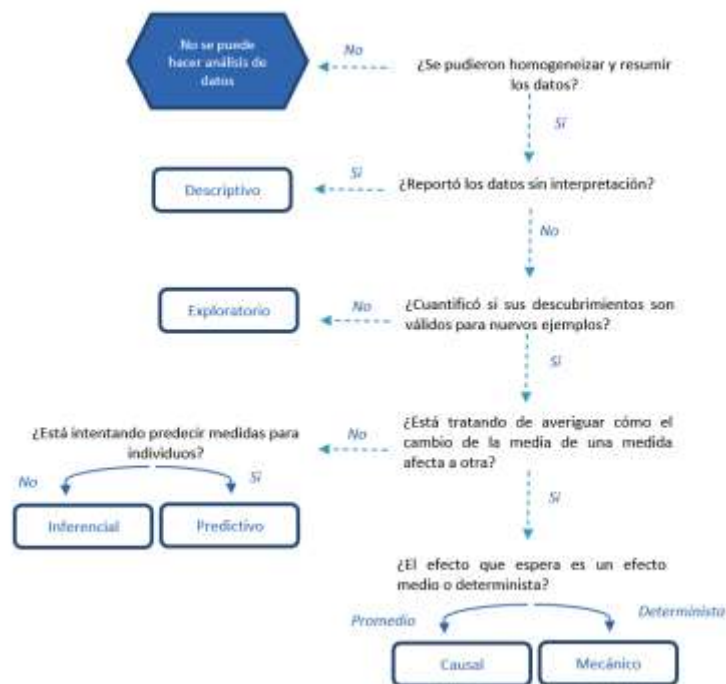 No se puede
hacer análisis de
datos
No
¿Se pudieron homogeneizar y resumir
los datos?
Sí
Descriptivo
Sí
¿Reportó los datos sin interpretación?
No
Exploratorio
No
¿Cuantificó si sus descubrimientos son
válidos para nuevos ejemplos?
Sí
¿Está intentando predecir medidas para
individuos?
No
¿Está tratando de averiguar cómo el
cambio de la media de una medida
afecta a otra?
No
Sí
Inferencial
Predictivo
Sí
¿El efecto que espera es un efecto
medio o determinista?
Promedio
Determinista
Causal
Mecánico